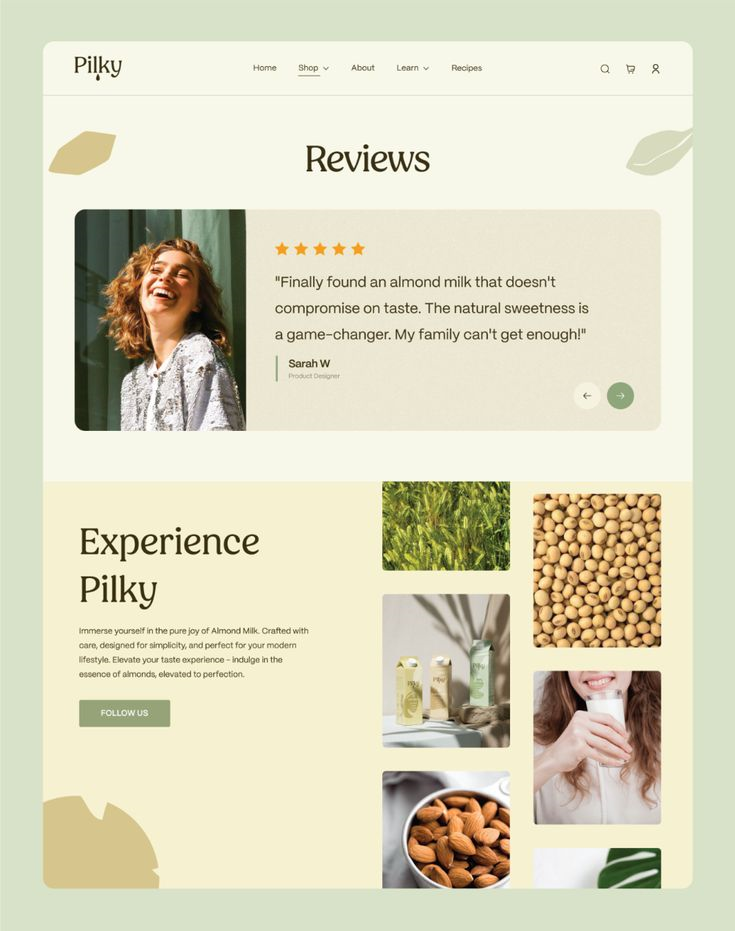 Pilky
Home Shop About Learn Recipes
Reviews
"Finally found an almond milk that doesn't
compromise on taste. The natural sweetness is
a game-changer. My family can't get enough!"
Sarah W
Product Designer
Experience
Pilky
Immerse yourself in the pure joy of Almond Milk. Crafted with
care, designed for simplicity, and perfect for your modern
lifestyle. Elevate your taste experience - indulge in the
essence of almonds, elevated to perfection.
FOLLOW US
Pilky
Pilky
Pilky